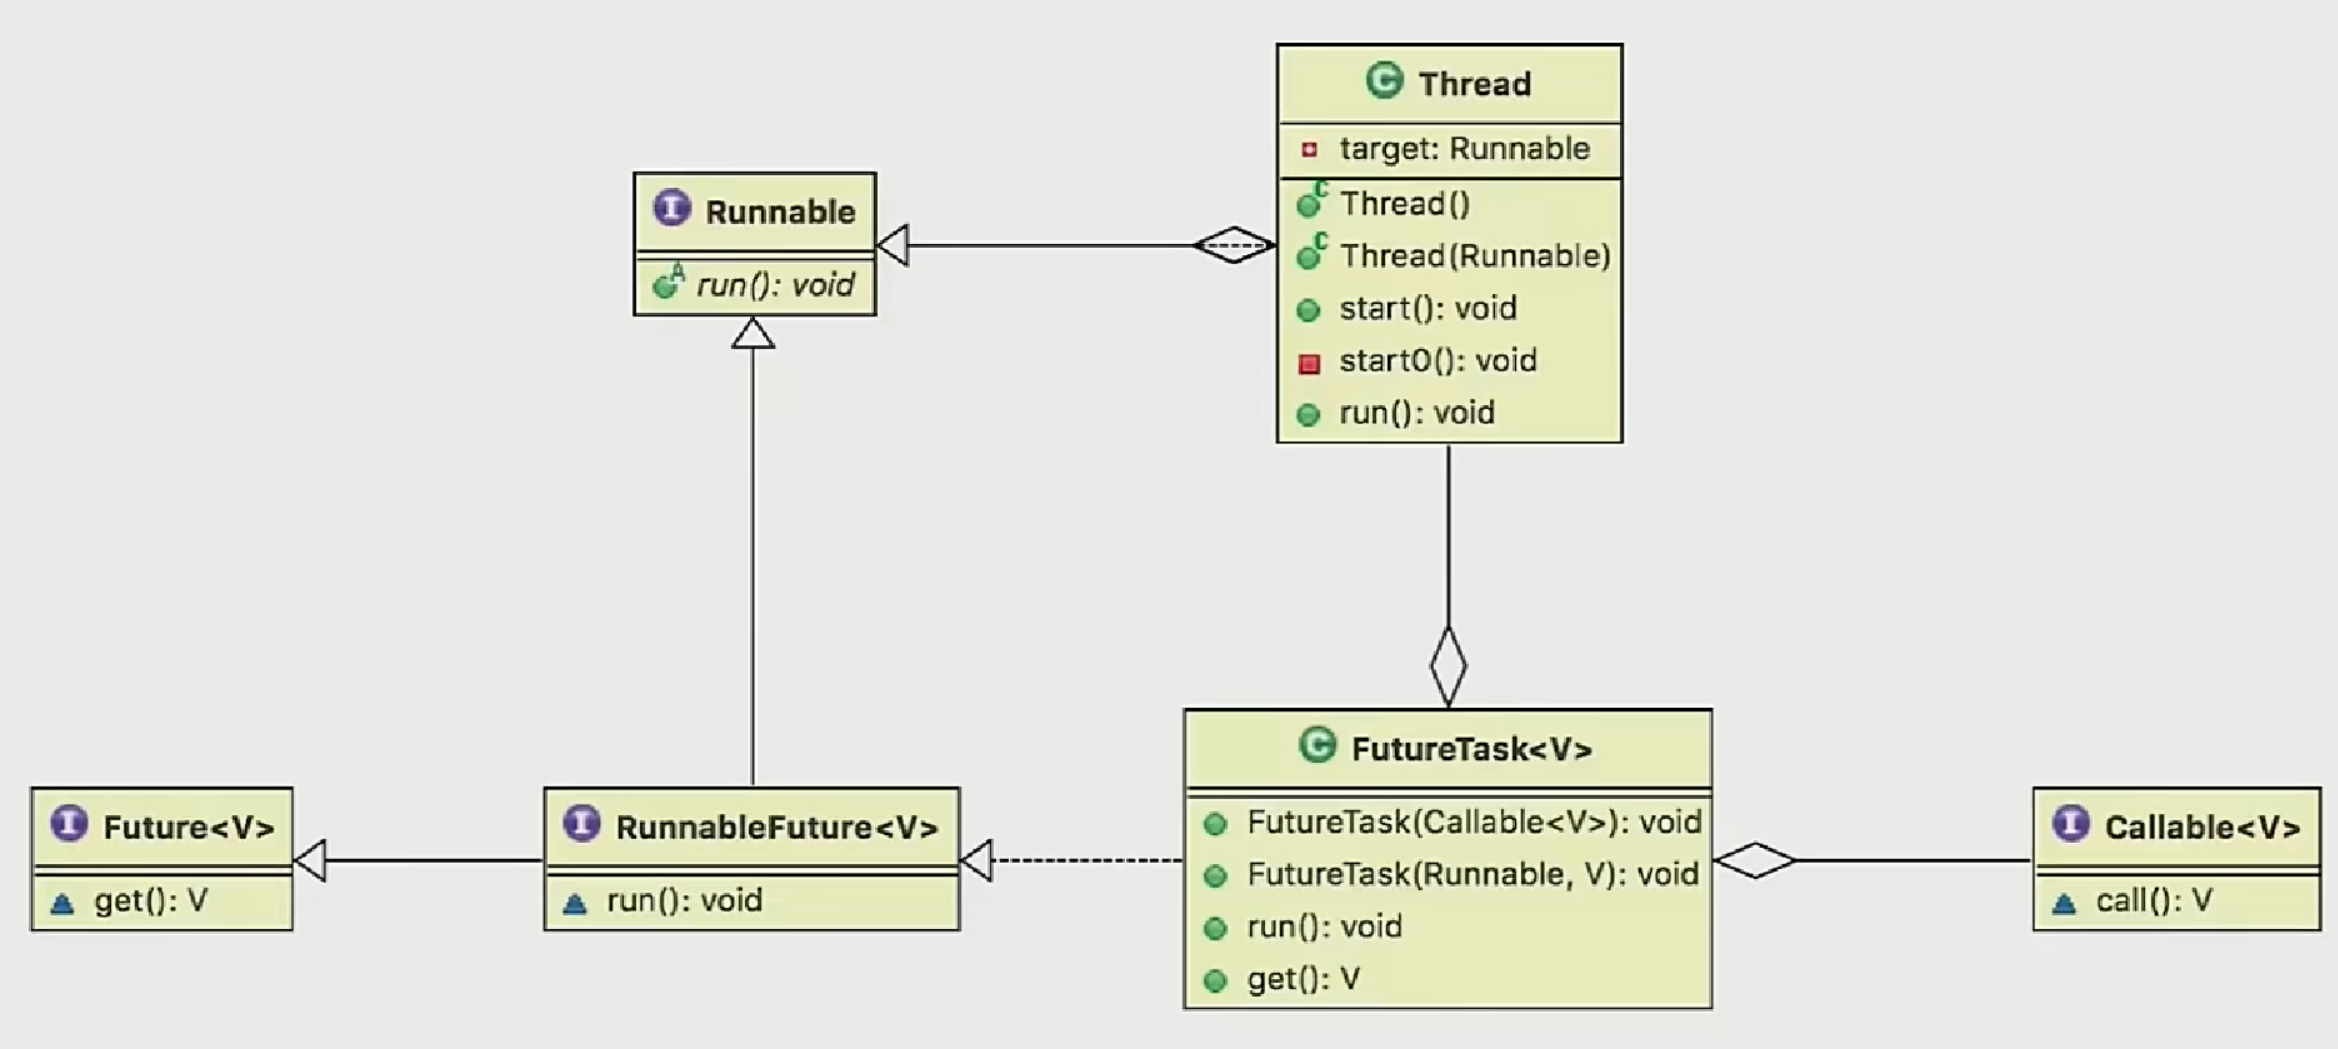 C Thread
target: Runnable
C Thread()
C Thread(Runnable)
start(): void
start0(): void
run(): void
I Runnable
A run(): void
C FutureTask<V>
FutureTask(Callable<V>): void
FutureTask(Runnable, V): void
run(): void
get(): V
I Future<V>
get(): V
I RunnableFuture<V>
run(): void
I Callable<V>
call(): V